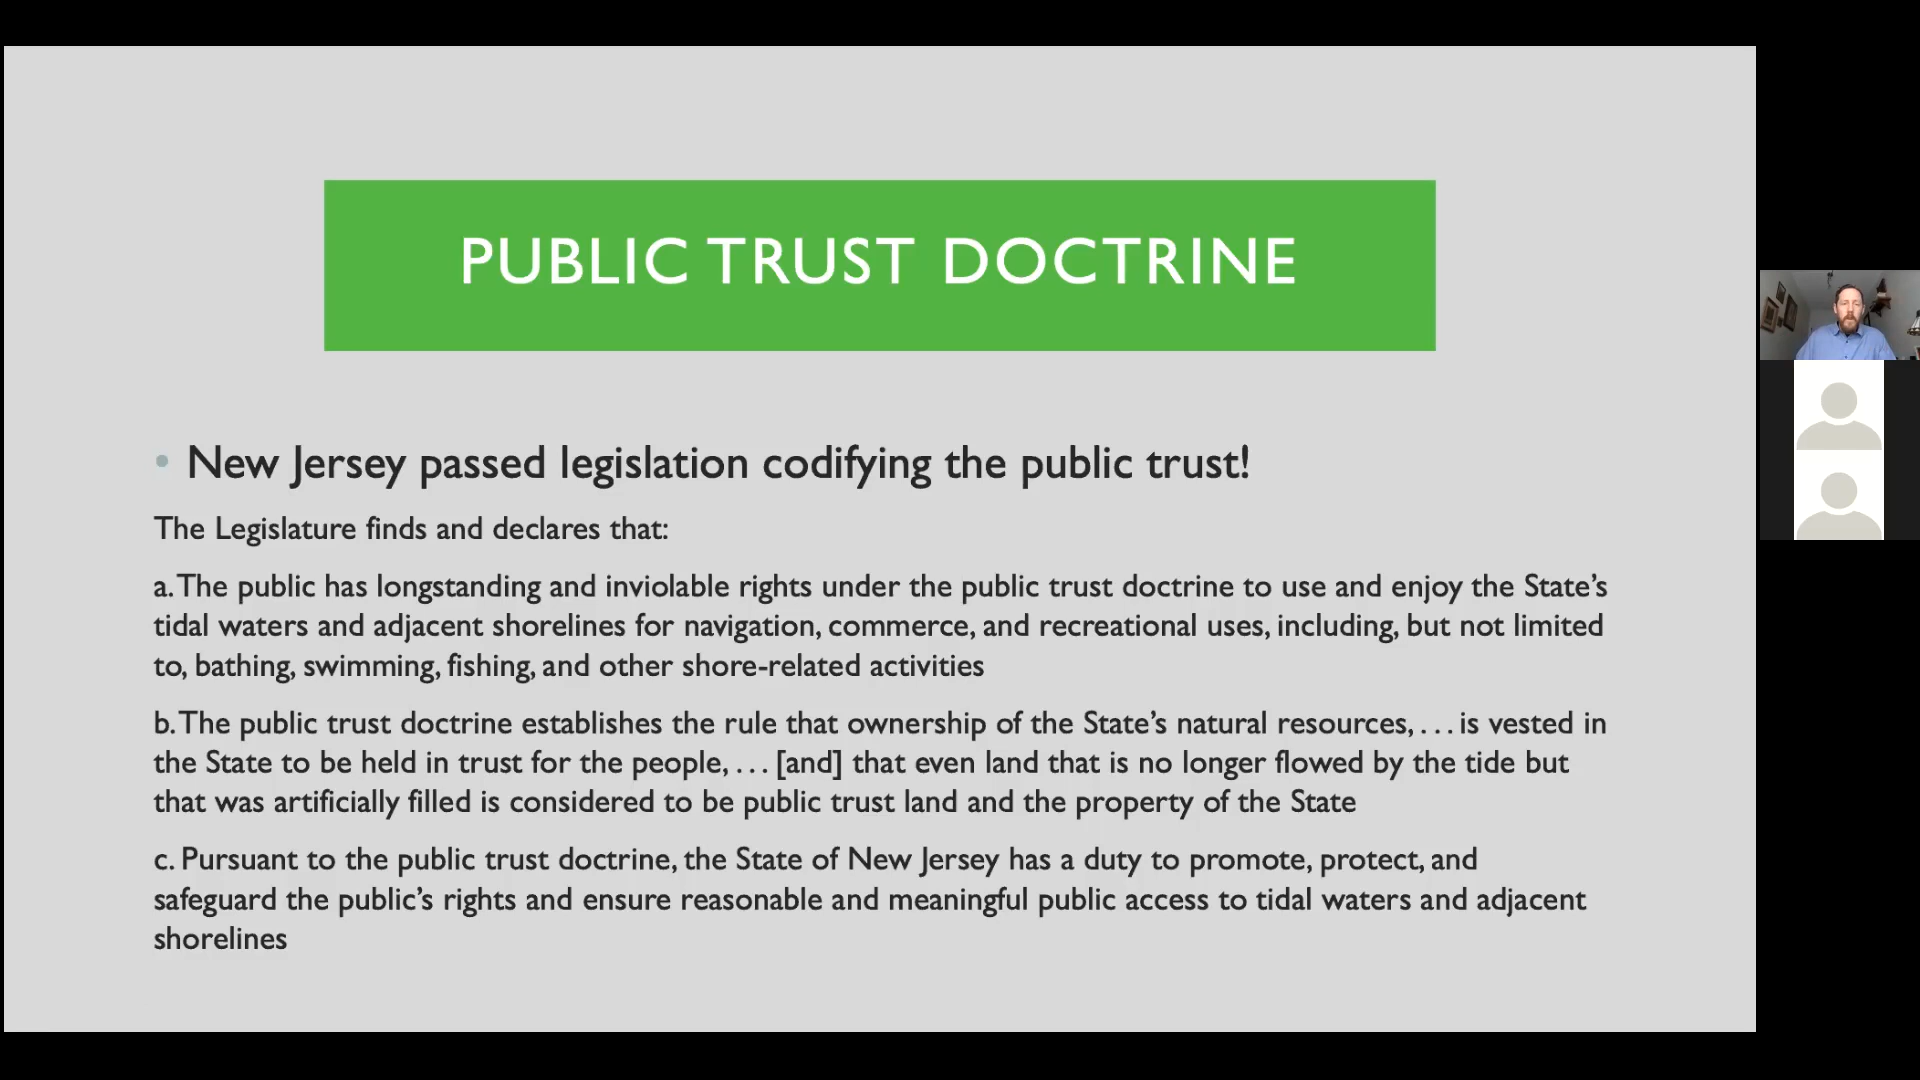 PUBLIC TRUST DOCTRINE
• New Jersey passed legislation codifying the public trust!
The Legislature finds and declares that:
a. The public has longstanding and inviolable rights under the public trust doctrine to use and enjoy the State’s
tidal waters and adjacent shorelines for navigation, commerce, and recreational uses, including, but not limited
to, bathing, swimming, fishing, and other shore-related activities
b. The public trust doctrine establishes the rule that ownership of the State’s natural resources, . . . is vested in
the State to be held in trust for the people, . . . [and] that even land that is no longer flowed by the tide but
that was artificially filled is considered to be public trust land and the property of the State
c. Pursuant to the public trust doctrine, the State of New Jersey has a duty to promote, protect, and
safeguard the public’s rights and ensure reasonable and meaningful public access to tidal waters and adjacent
shorelines